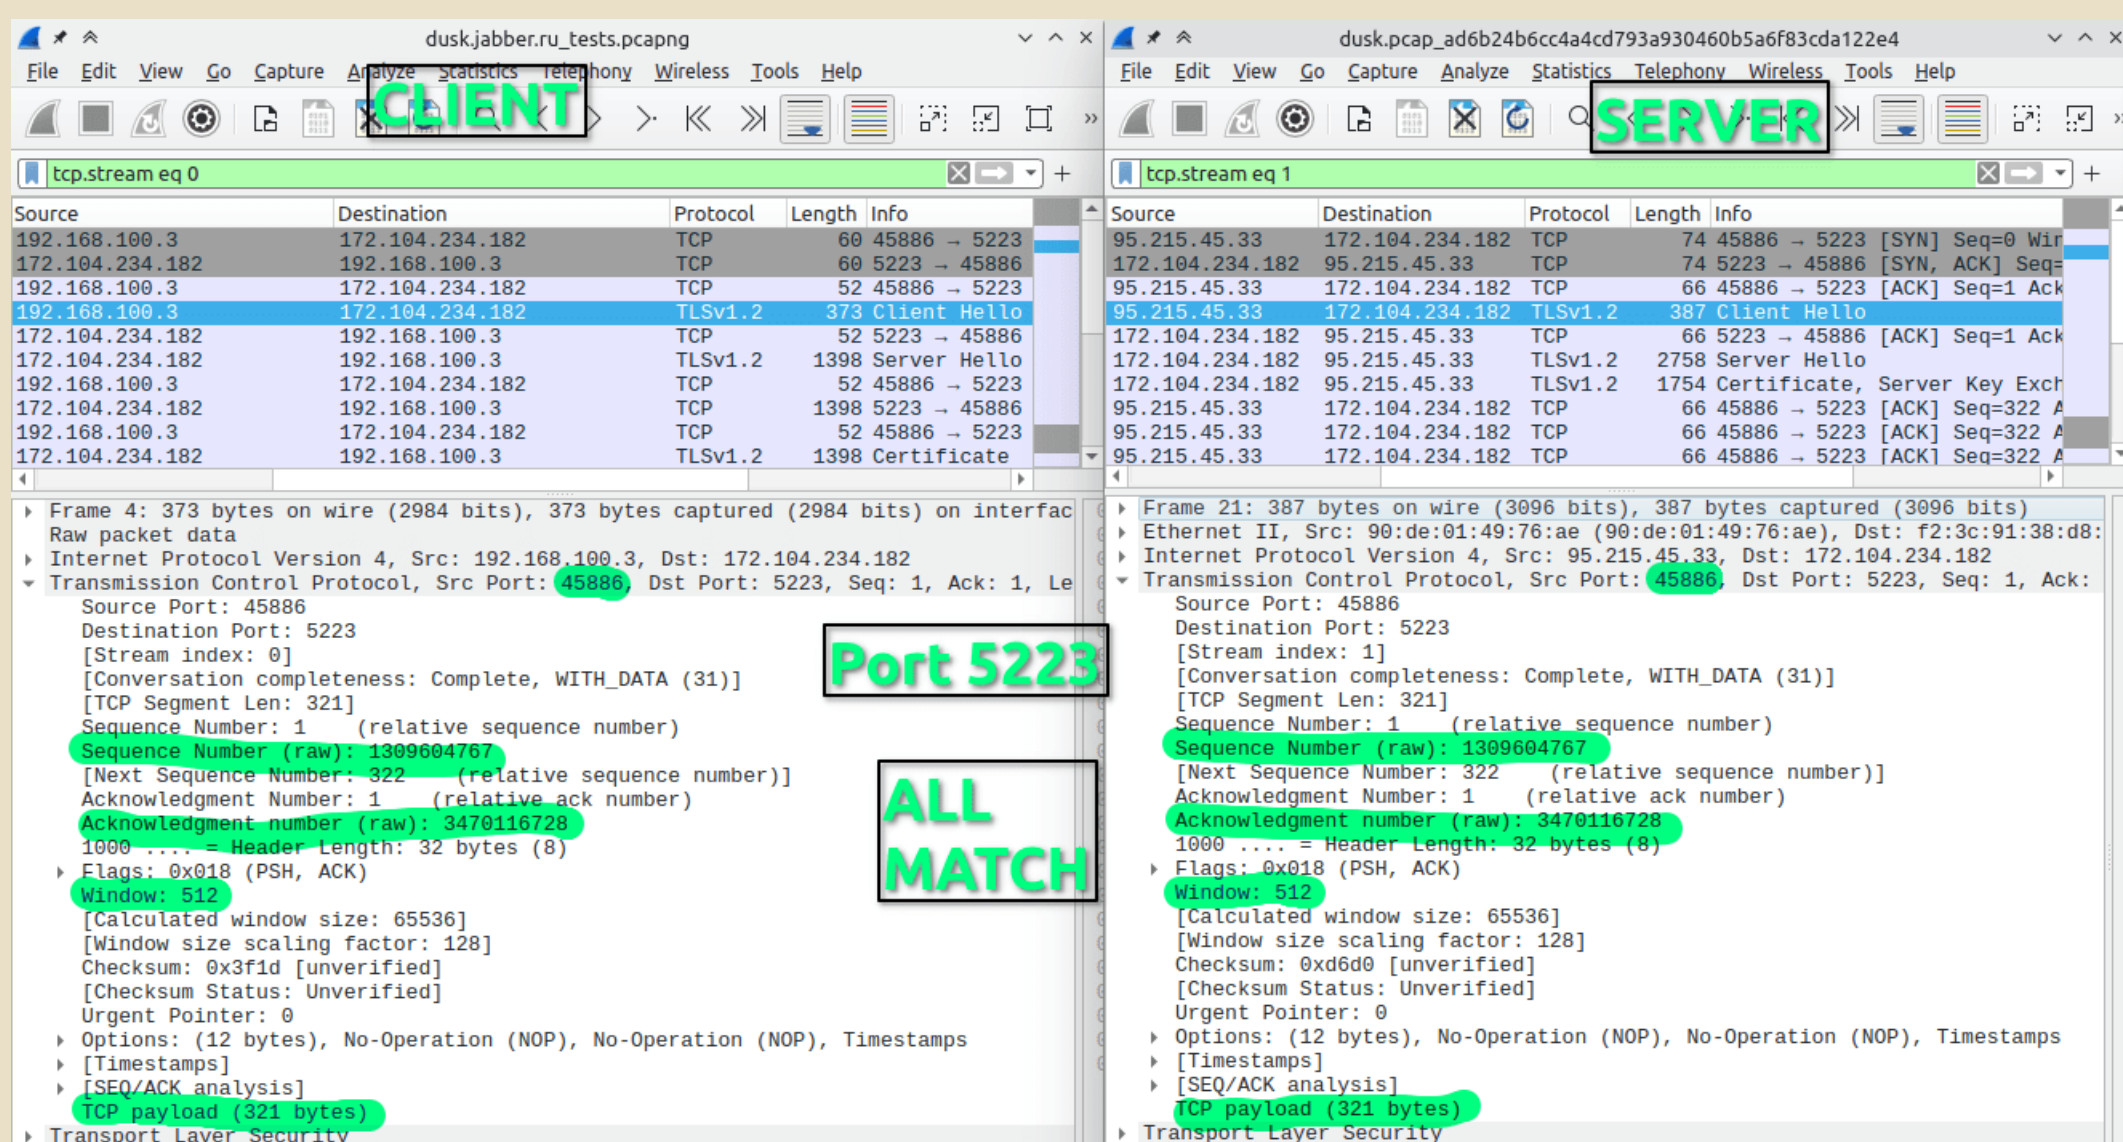 dusk.jabber.ru_tests.pcapng
File Edit View Go Capture Analyze Statistics Telephony Wireless Tools Help
CLIENT
tcp.stream eq 0
Source Destination Protocol Length Info
192.168.100.3 172.104.234.182 TCP 60 45886 → 5223
172.104.234.182 192.168.100.3 TCP 60 5223 → 45886
192.168.100.3 172.104.234.182 TCP 52 45886 → 5223
192.168.100.3 172.104.234.182 TLSv1.2 373 Client Hello
172.104.234.182 192.168.100.3 TCP 52 5223 → 45886
172.104.234.182 192.168.100.3 TLSv1.2 1398 Server Hello
192.168.100.3 172.104.234.182 TCP 52 45886 → 5223
172.104.234.182 192.168.100.3 TCP 1398 5223 → 45886
192.168.100.3 172.104.234.182 TCP 52 45886 → 5223
172.104.234.182 192.168.100.3 TLSv1.2 1398 Certificate
Frame 4: 373 bytes on wire (2984 bits), 373 bytes captured (2984 bits) on interfac
Raw packet data
Internet Protocol Version 4, Src: 192.168.100.3, Dst: 172.104.234.182
Transmission Control Protocol, Src Port: 45886, Dst Port: 5223, Seq: 1, Ack: 1, Le
Source Port: 45886
Destination Port: 5223
[Stream index: 0]
[Conversation completeness: Complete, WITH_DATA (31)]
[TCP Segment Len: 321]
Sequence Number: 1 (relative sequence number)
Sequence Number (raw): 1309604767
[Next Sequence Number: 322 (relative sequence number)]
Acknowledgment Number: 1 (relative ack number)
Acknowledgment number (raw): 3470116728
1000 .... = Header Length: 32 bytes (8)
Flags: 0x018 (PSH, ACK)
Window: 512
[Calculated window size: 65536]
[Window size scaling factor: 128]
Checksum: 0x3f1d [unverified]
[Checksum Status: Unverified]
Urgent Pointer: 0
Options: (12 bytes), No-Operation (NOP), No-Operation (NOP), Timestamps
[Timestamps]
[SEQ/ACK analysis]
TCP payload (321 bytes)
Transport Layer Security
Port 5223
ALL
MATCH
dusk.pcap_ad6b24b6cc4a4cd793a930460b5a6f83cda122e4
File Edit View Go Capture Analyze Statistics Telephony Wireless Tools Help
SERVER
tcp.stream eq 1
Source Destination Protocol Length Info
95.215.45.33 172.104.234.182 TCP 74 45886 → 5223 [SYN] Seq=0 Win
172.104.234.182 95.215.45.33 TCP 74 5223 → 45886 [SYN, ACK] Seq=
95.215.45.33 172.104.234.182 TCP 66 45886 → 5223 [ACK] Seq=1 Ack
95.215.45.33 172.104.234.182 TLSv1.2 387 Client Hello
172.104.234.182 95.215.45.33 TCP 66 5223 → 45886 [ACK] Seq=1 Ack
172.104.234.182 95.215.45.33 TLSv1.2 2758 Server Hello
172.104.234.182 95.215.45.33 TLSv1.2 1754 Certificate, Server Key Exch
95.215.45.33 172.104.234.182 TCP 66 45886 → 5223 [ACK] Seq=322 A
95.215.45.33 172.104.234.182 TCP 66 45886 → 5223 [ACK] Seq=322 A
95.215.45.33 172.104.234.182 TCP 66 45886 → 5223 [ACK] Seq=322 A
Frame 21: 387 bytes on wire (3096 bits), 387 bytes captured (3096 bits)
Ethernet II, Src: 90:de:01:49:76:ae (90:de:01:49:76:ae), Dst: f2:3c:91:38:d8:
Internet Protocol Version 4, Src: 95.215.45.33, Dst: 172.104.234.182
Transmission Control Protocol, Src Port: 45886, Dst Port: 5223, Seq: 1, Ack:
Source Port: 45886
Destination Port: 5223
[Stream index: 1]
[Conversation completeness: Complete, WITH_DATA (31)]
[TCP Segment Len: 321]
Sequence Number: 1 (relative sequence number)
Sequence Number (raw): 1309604767
[Next Sequence Number: 322 (relative sequence number)]
Acknowledgment Number: 1 (relative ack number)
Acknowledgment number (raw): 3470116728
1000 .... = Header Length: 32 bytes (8)
Flags: 0x018 (PSH, ACK)
Window: 512
[Calculated window size: 65536]
[Window size scaling factor: 128]
Checksum: 0xd6d0 [unverified]
[Checksum Status: Unverified]
Urgent Pointer: 0
Options: (12 bytes), No-Operation (NOP), No-Operation (NOP), Timestamps
[Timestamps]
[SEQ/ACK analysis]
TCP payload (321 bytes)
Transport Layer Security